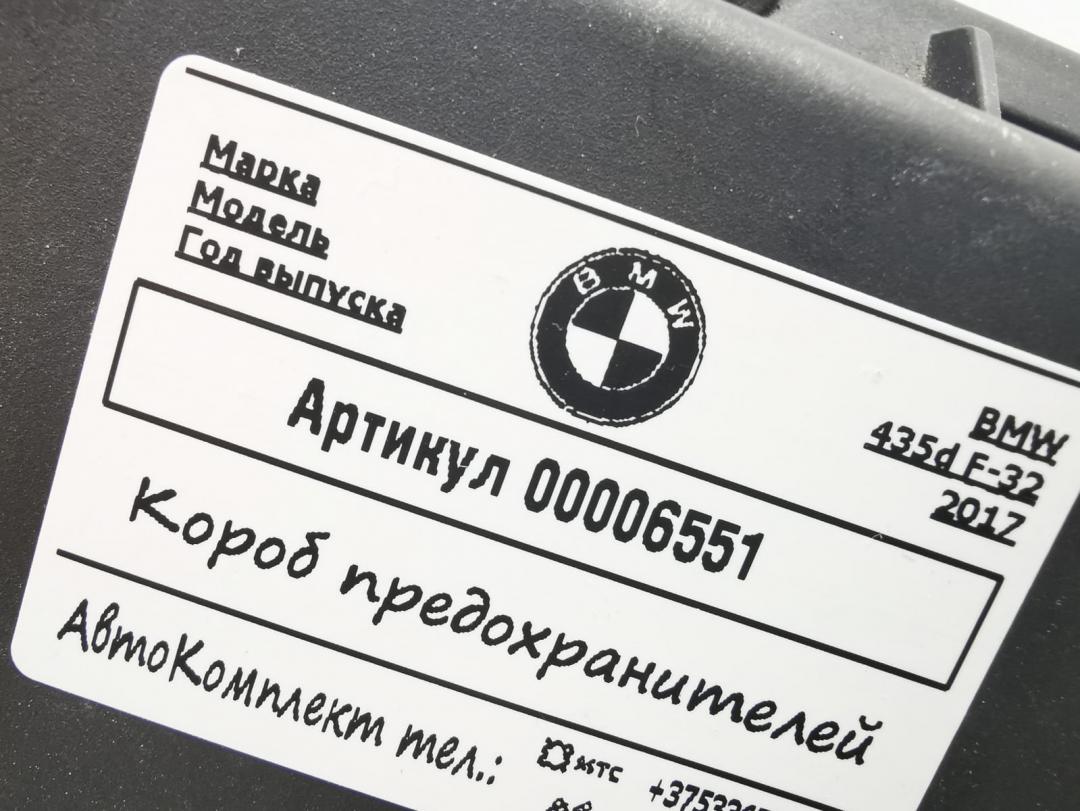 Марка
Модель
Год выпуска
BMW
BMW
435d F-32
2017
Артикул 00006551
Короб предохранителей
АвтоКомплект тел.: мтс